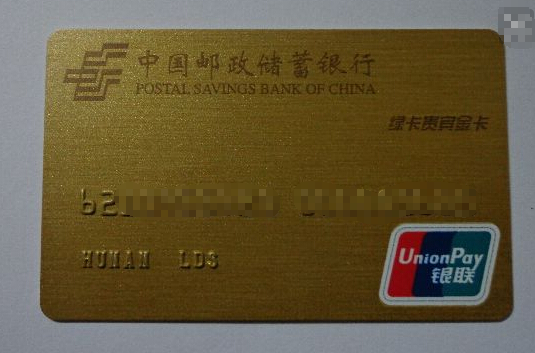 中国邮政储蓄银行
POSTAL SAVINGS BANK OF CHINA
绿卡贵宾金卡
62
HUNAN LDS
UnionPay
银联